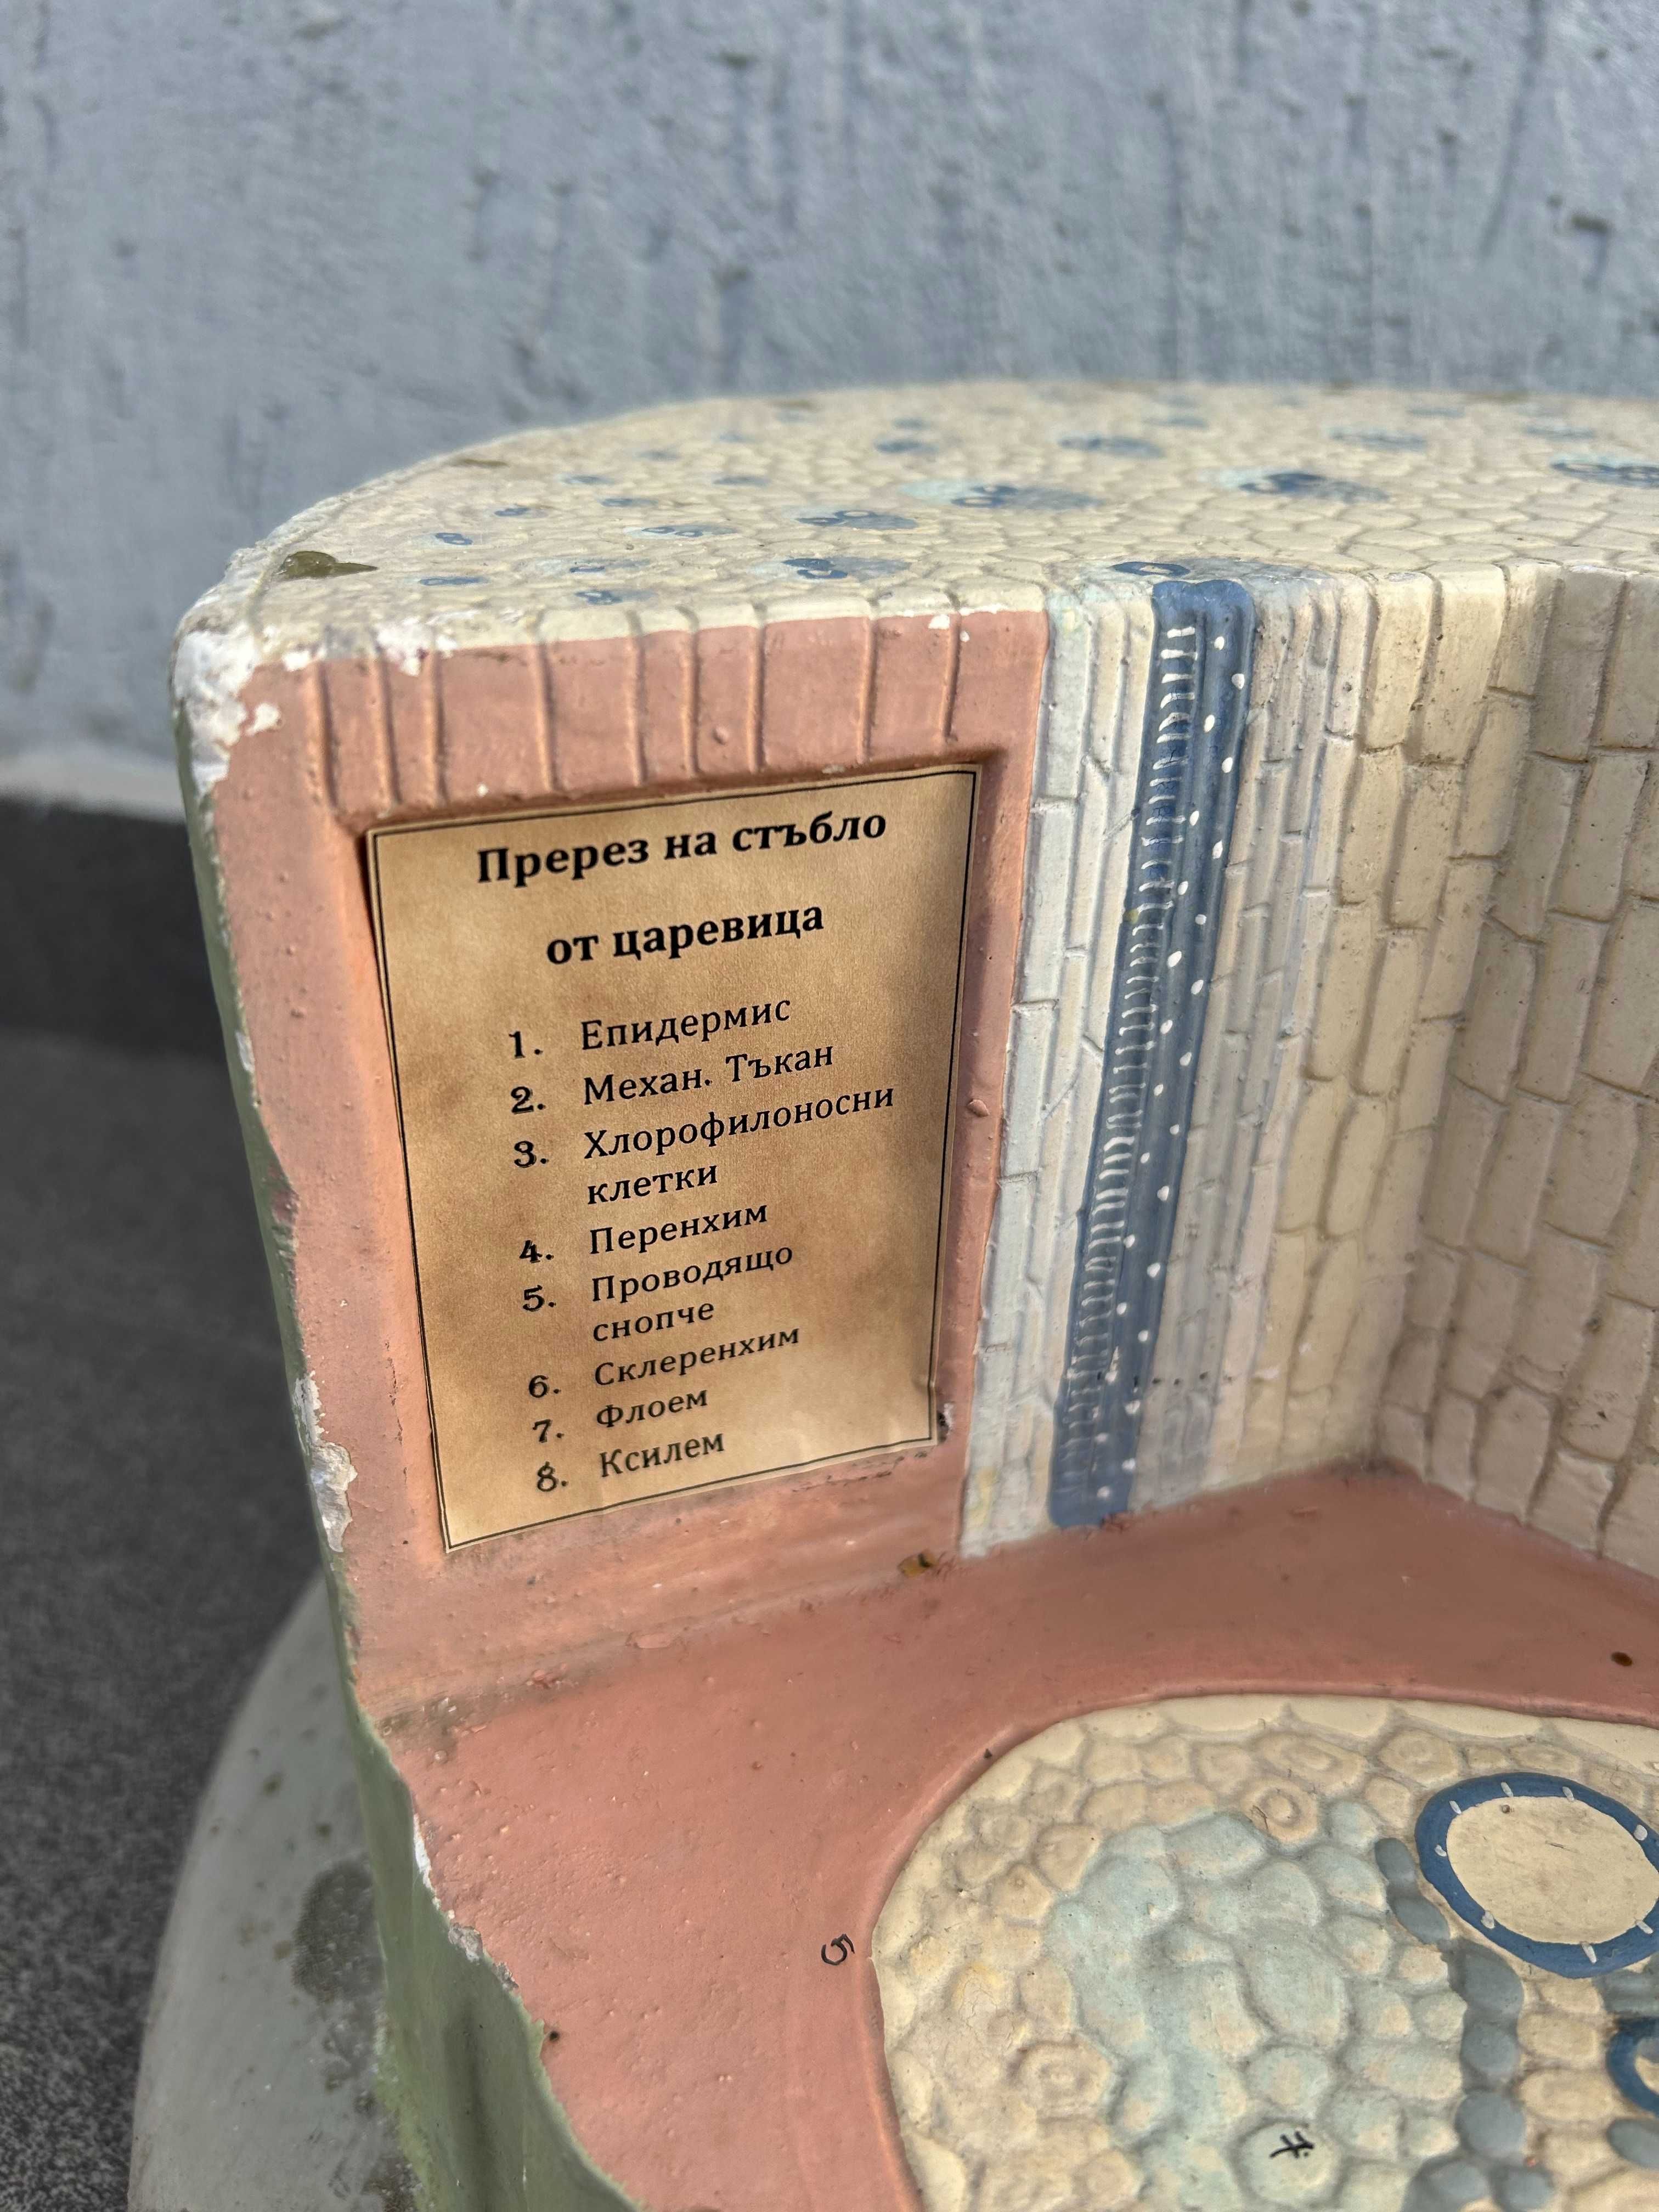 Пререз на стъбло
от царевица
1. Епидермис
2. Механ. Тъкан
3. Хлорофилоносни
клетки
4. Перенхим
5. Проводящо
снопче
6. Склеренхим
7. Флоем
8. Ксилем
5
7